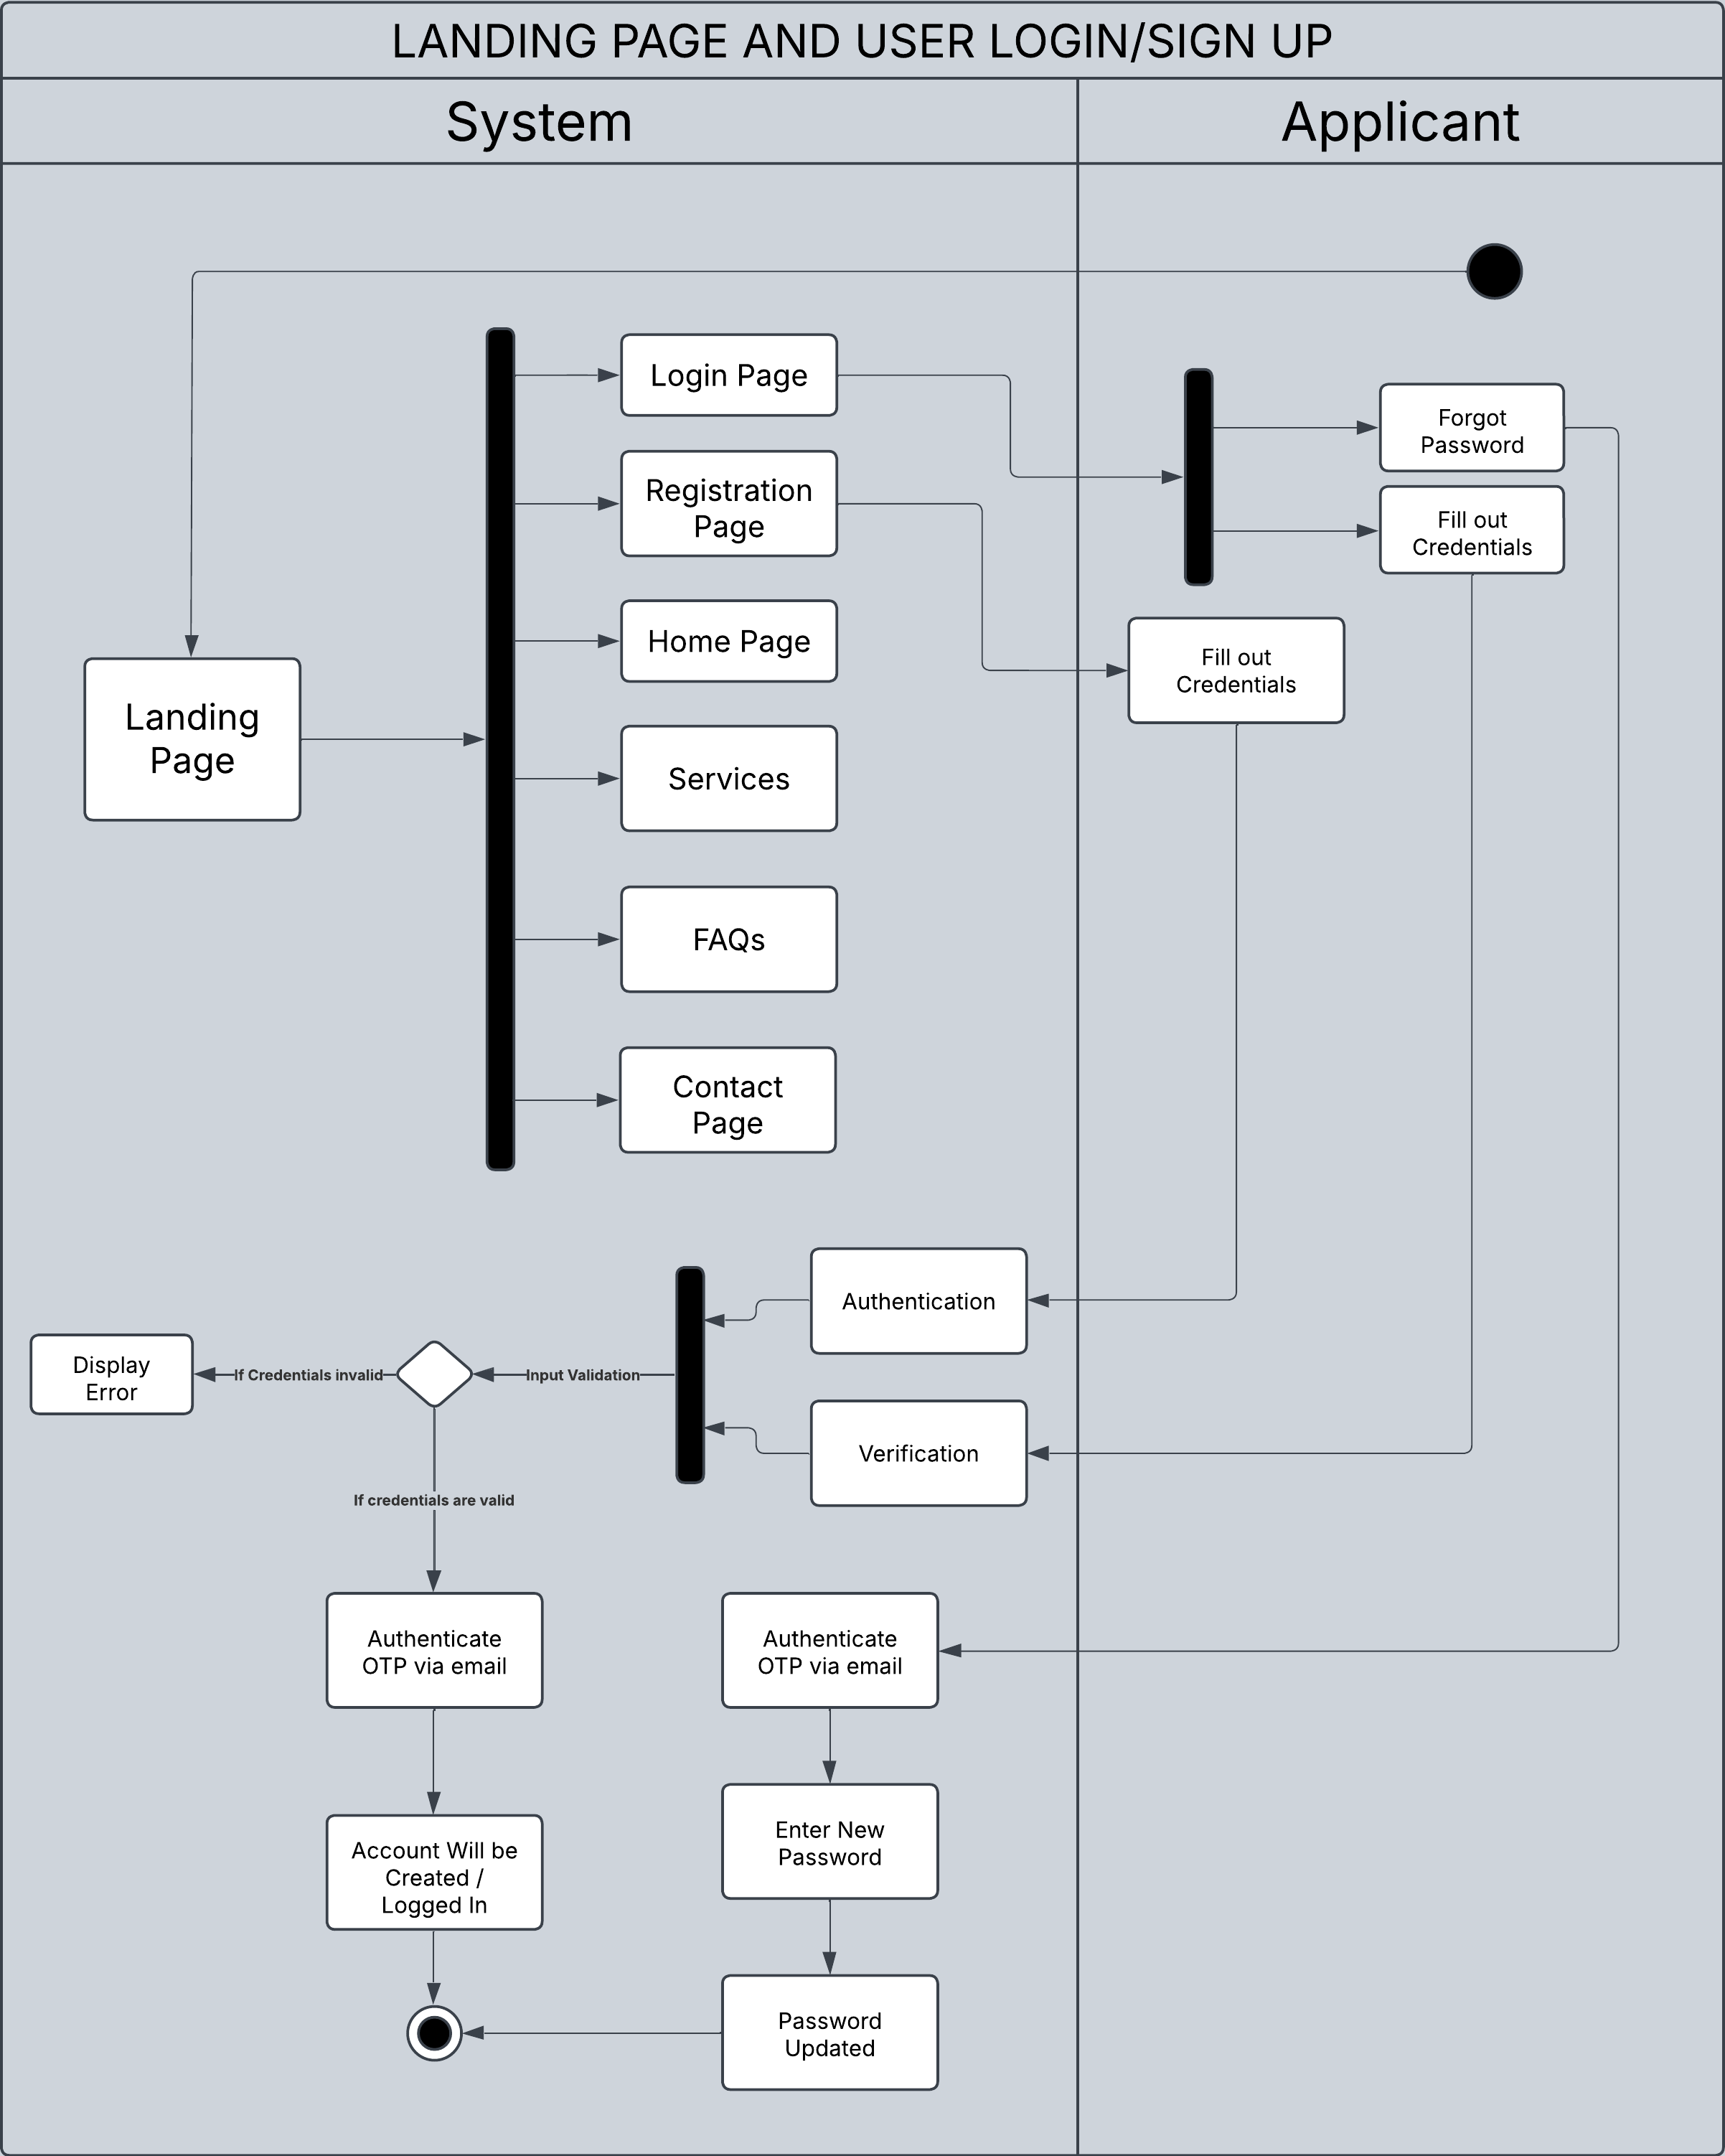 LANDING PAGE AND USER LOGIN/SIGN UP
System
Applicant
Login Page
Forgot
Password
Registration
Page
Fill out
Credentials
Home Page
Fill out
Credentials
Landing
Page
Services
FAQs
Contact
Page
Authentication
Display
Error
If Credentials invalid
Input Validation
Verification
If credentials are valid
Authenticate
OTP via email
Authenticate
OTP via email
Enter New
Password
Account Will be
Created /
Logged In
Password
Updated